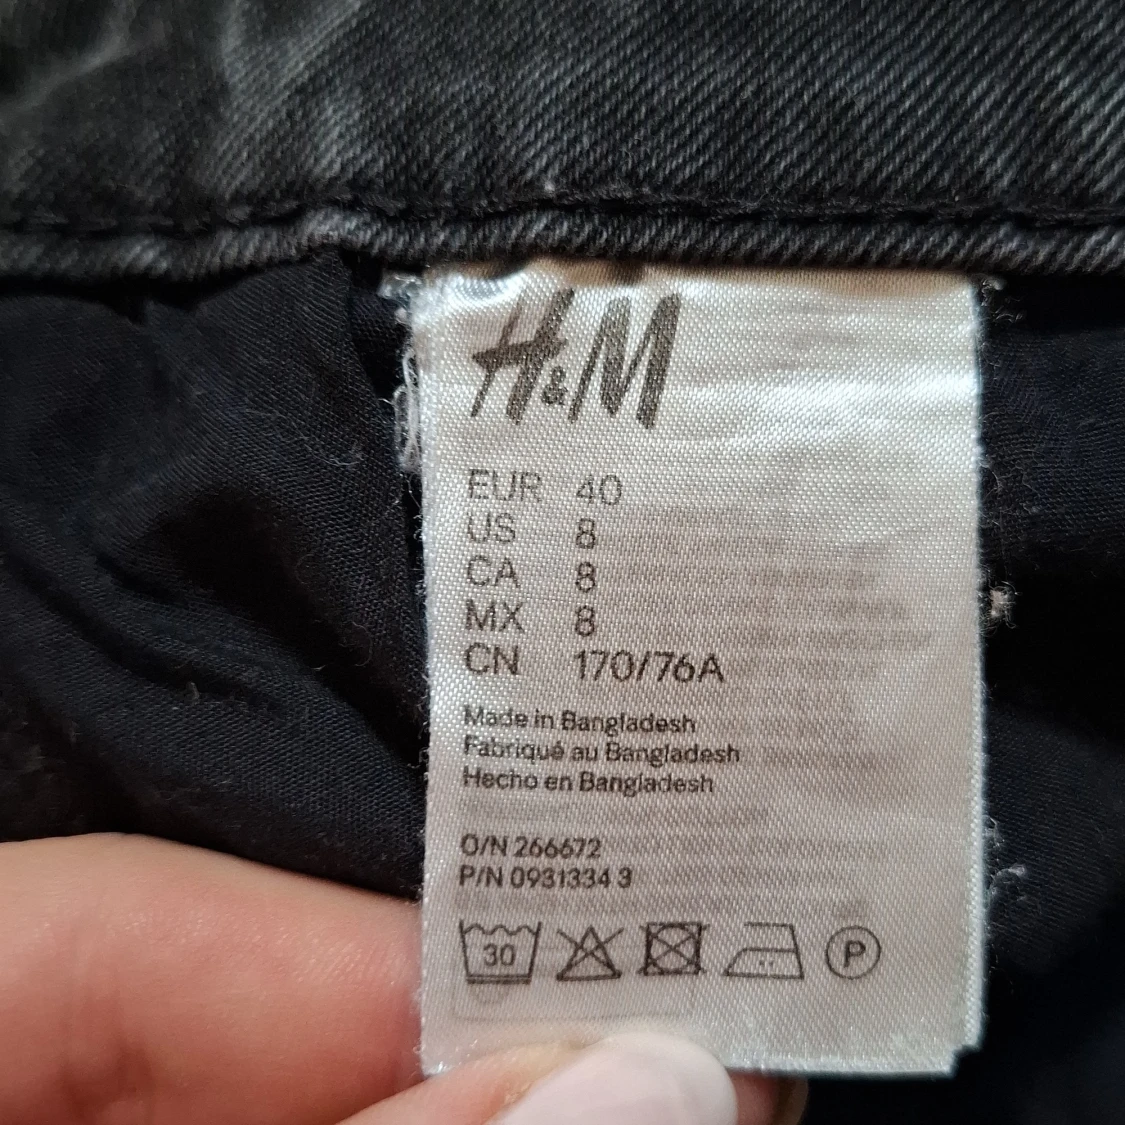 H&M
EUR 40
US 8
CA 8
MX 8
CN 170/76A
Made in Bangladesh
Fabriqué au Bangladesh
Hecho en Bangladesh
O/N 266672
P/N 0931334 3
30 P